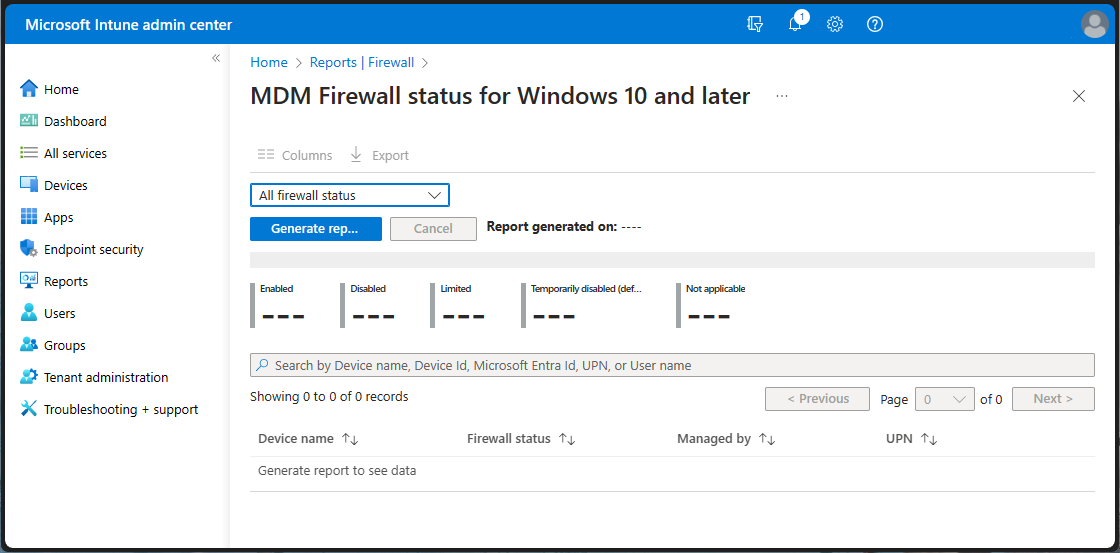 Microsoft Intune admin center
1
Home
Dashboard
All services
Devices
Apps
Endpoint security
Reports
Users
Groups
Tenant administration
Troubleshooting + support
Home > Reports | Firewall >
MDM Firewall status for Windows 10 and later ...
Columns Export
All firewall status
Generate rep... Cancel Report generated on: ----
Enabled Disabled Limited Temporarily disabled (def... Not applicable
--- --- --- --- ---
Search by Device name, Device Id, Microsoft Entra Id, UPN, or User name
Showing 0 to 0 of 0 records < Previous Page 0 of 0 Next >
Device name Firewall status Managed by UPN
Generate report to see data